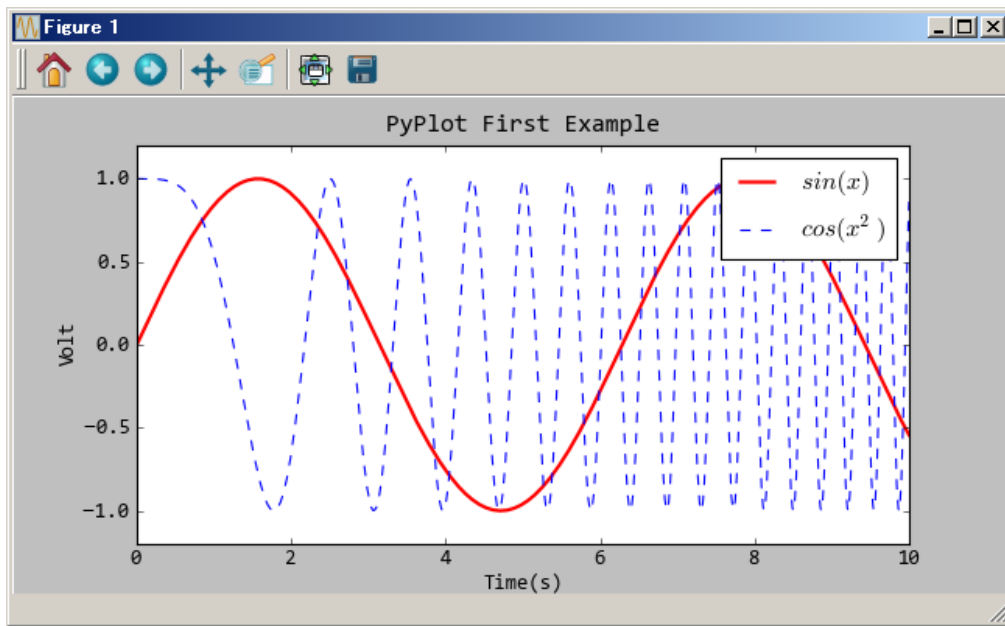 Figure 1
PyPlot First Example
1.0
0.5
0.0
−0.5
−1.0
Volt
sin(x)
cos(x²)
0 2 4 6 8 10
Time(s)